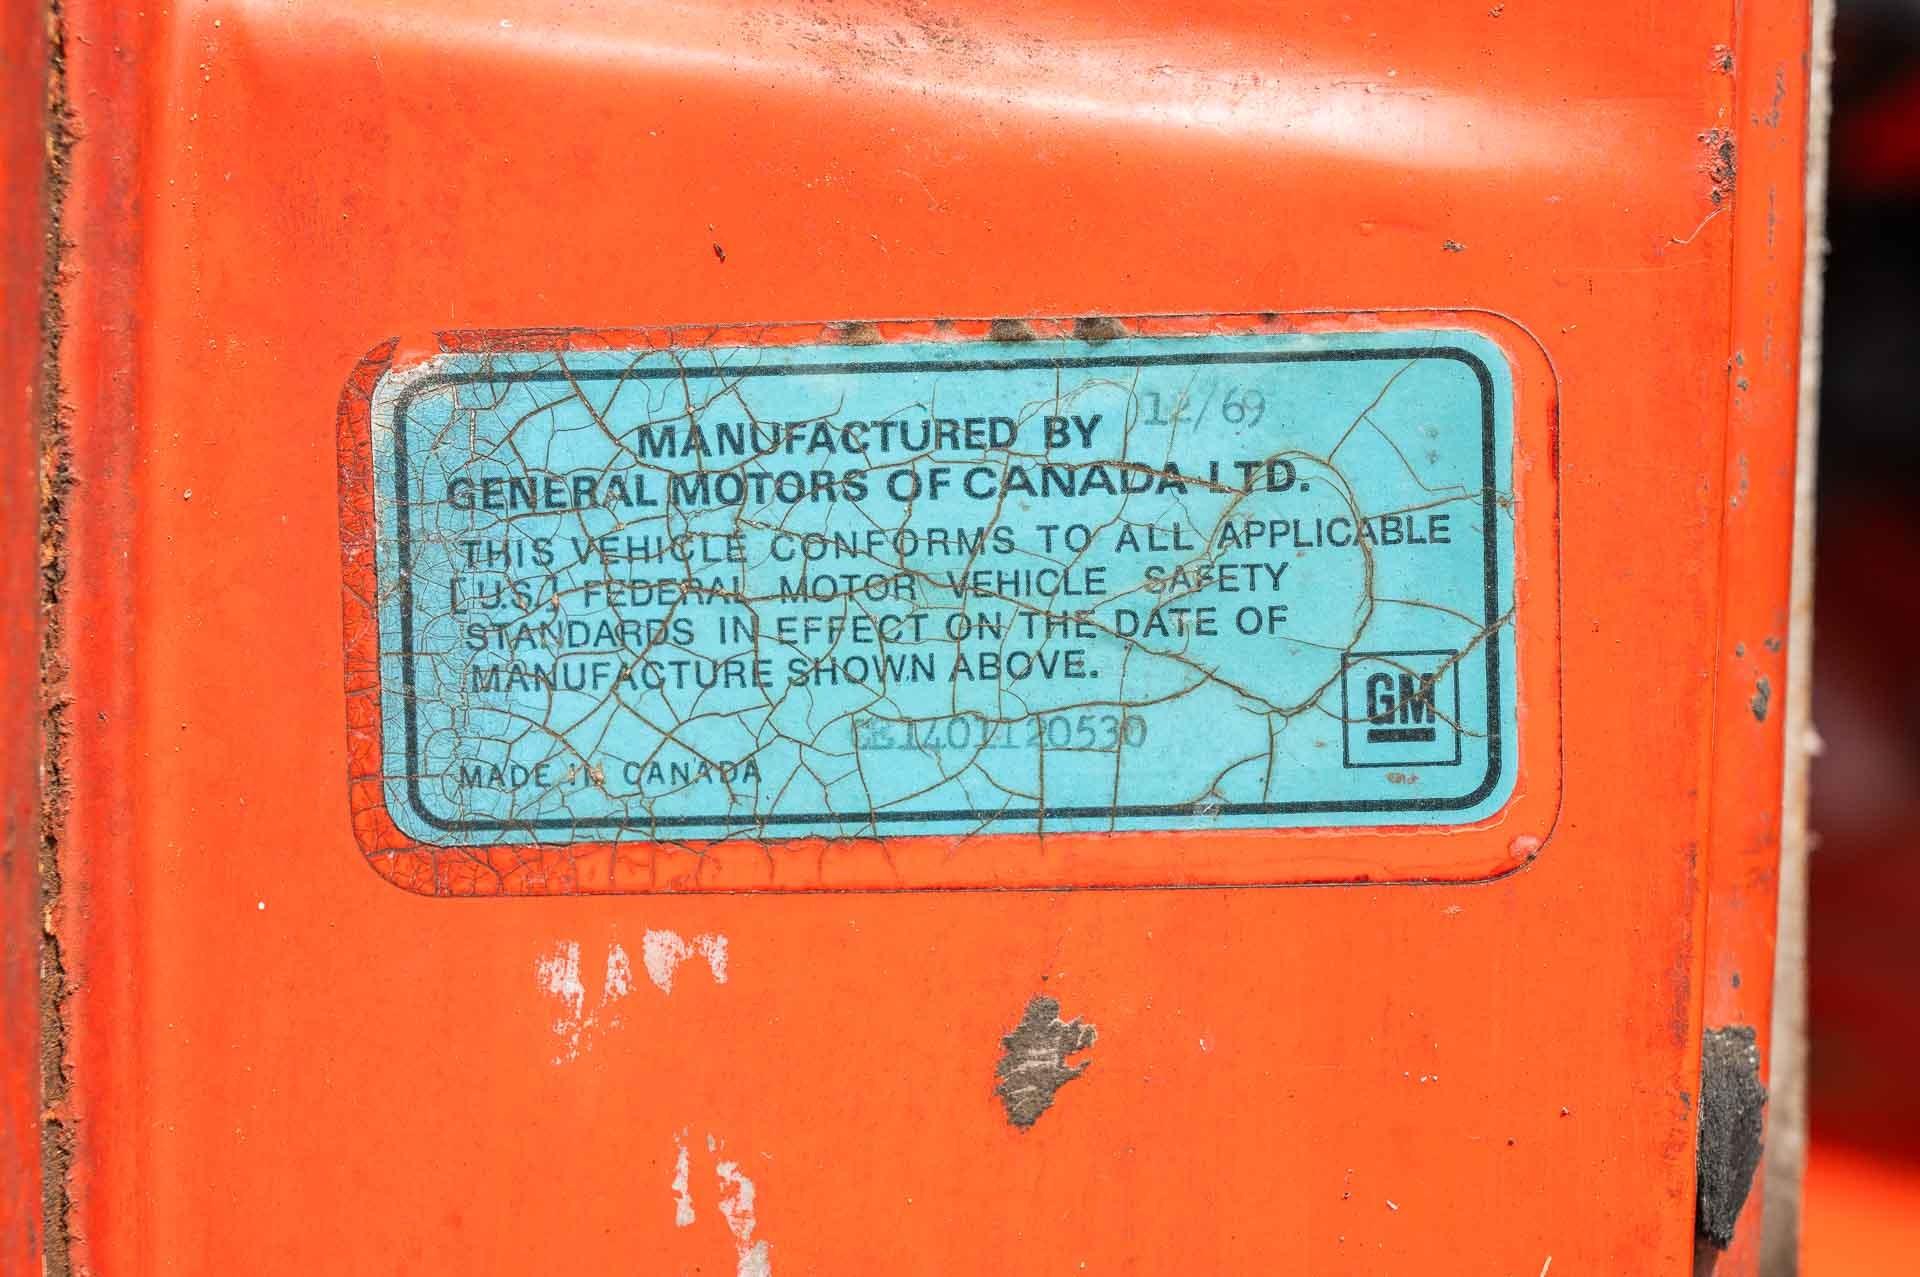 12/69
MANUFACTURED BY
GENERAL MOTORS OF CANADA LTD.
THIS VEHICLE CONFORMS TO ALL APPLICABLE
[U.S.] FEDERAL MOTOR VEHICLE SAFETY
STANDARDS IN EFFECT ON THE DATE OF
MANUFACTURE SHOWN ABOVE.
CE1401120530
MADE IN CANADA
GM